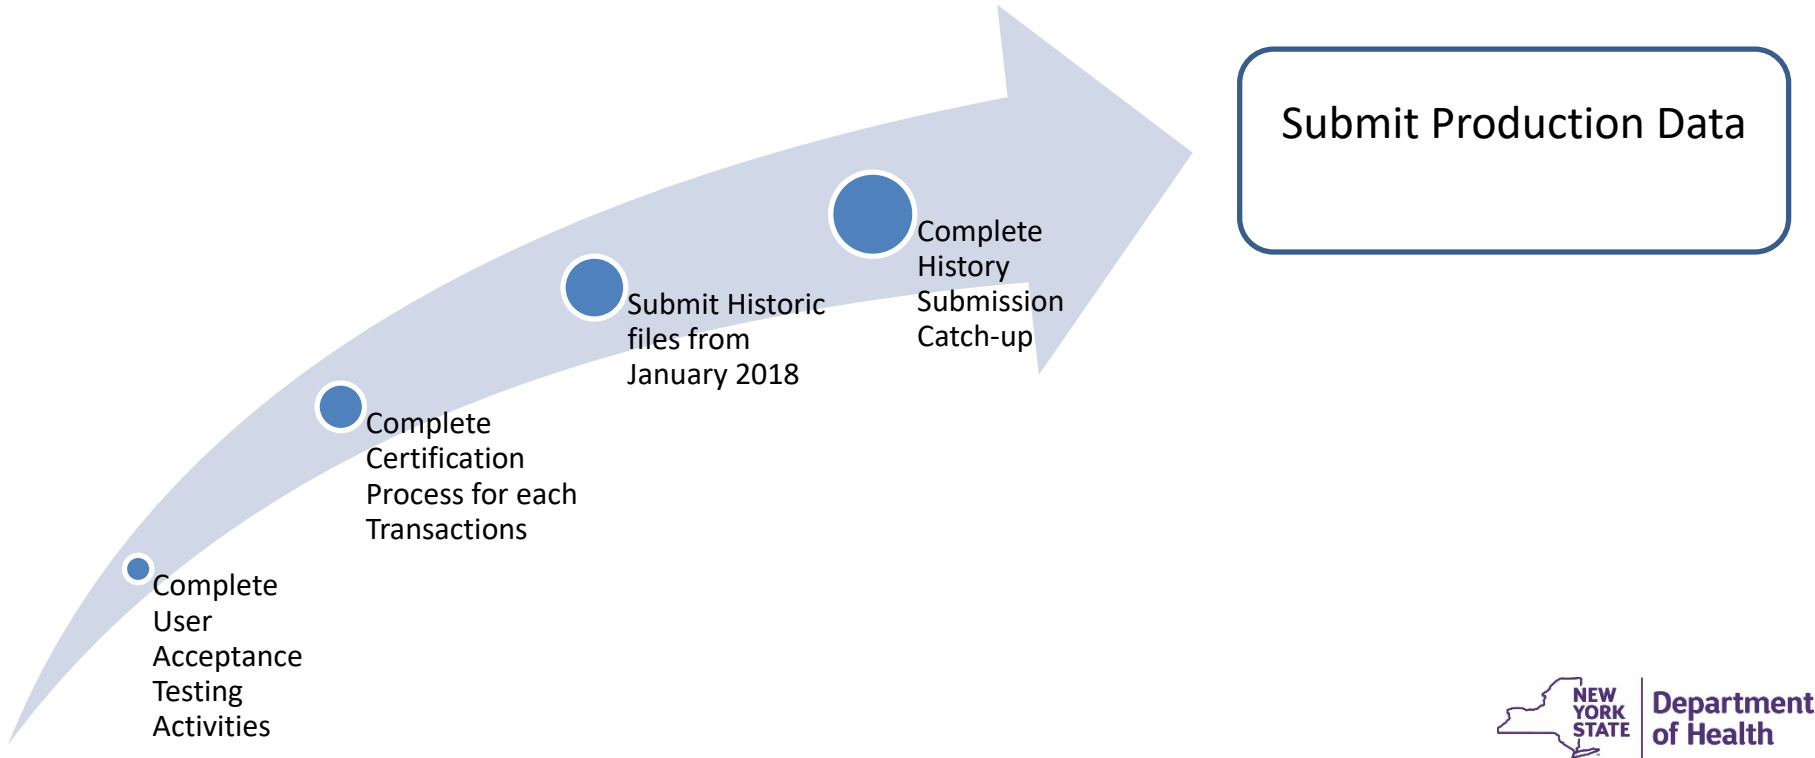 Submit Production Data
Complete
History
Submission
Catch-up
Submit Historic
files from
January 2018
Complete
Certification
Process for each
Transactions
Complete
User
Acceptance
Testing
Activities
NEW
YORK
STATE
Department
of Health